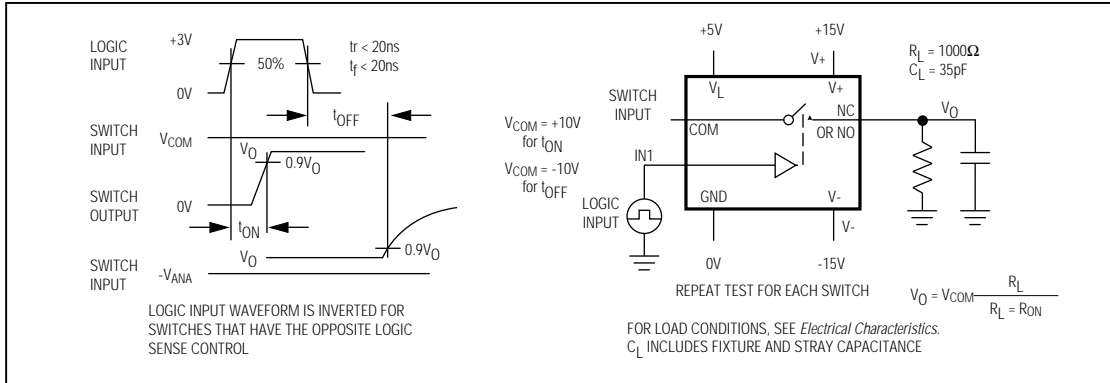 LOGIC
INPUT
+3V
0V
50%
tr < 20ns
tf < 20ns
tOFF
SWITCH
INPUT
VCOM
VO
0.9VO
SWITCH
OUTPUT
0V
tON
VO
0.9VO
SWITCH
INPUT
-VANA
LOGIC INPUT WAVEFORM IS INVERTED FOR
SWITCHES THAT HAVE THE OPPOSITE LOGIC
SENSE CONTROL
+5V
+15V
V+
RL = 1000Ω
CL = 35pF
VL
V+
SWITCH
INPUT
COM
NC
OR NO
VO
VCOM = +10V
for tON
VCOM = -10V
for tOFF
IN1
LOGIC
INPUT
GND
V-
V-
0V
-15V
REPEAT TEST FOR EACH SWITCH
VO = VCOM RL
RL = RON
FOR LOAD CONDITIONS, SEE Electrical Characteristics.
CL INCLUDES FIXTURE AND STRAY CAPACITANCE